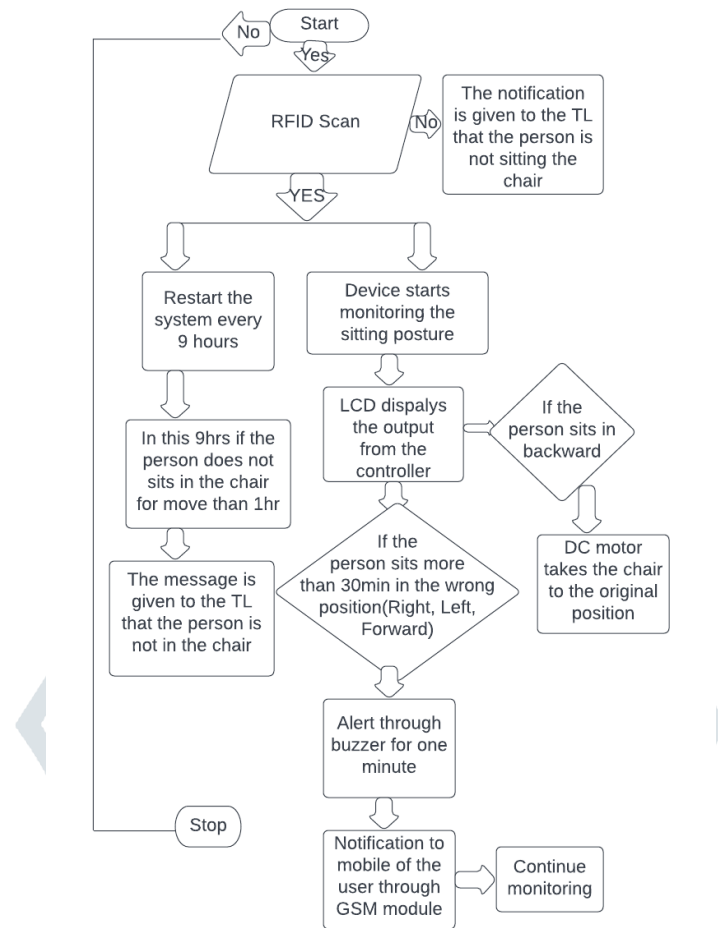 Start
No
Yes
RFID Scan
No
The notification
is given to the TL
that the person is
not sitting the
chair
YES
Restart the
system every
9 hours
Device starts
monitoring the
sitting posture
In this 9hrs if the
person does not
sits in the chair
for move than 1hr
LCD dispalys
the output
from the
controller
If the
person sits in
backward
The message is
given to the TL
that the person is
not in the chair
If the
person sits more
than 30min in the wrong
position(Right, Left,
Forward)
DC motor
takes the chair
to the original
position
Alert through
buzzer for one
minute
Stop
Notification to
mobile of the
user through
GSM module
Continue
monitoring